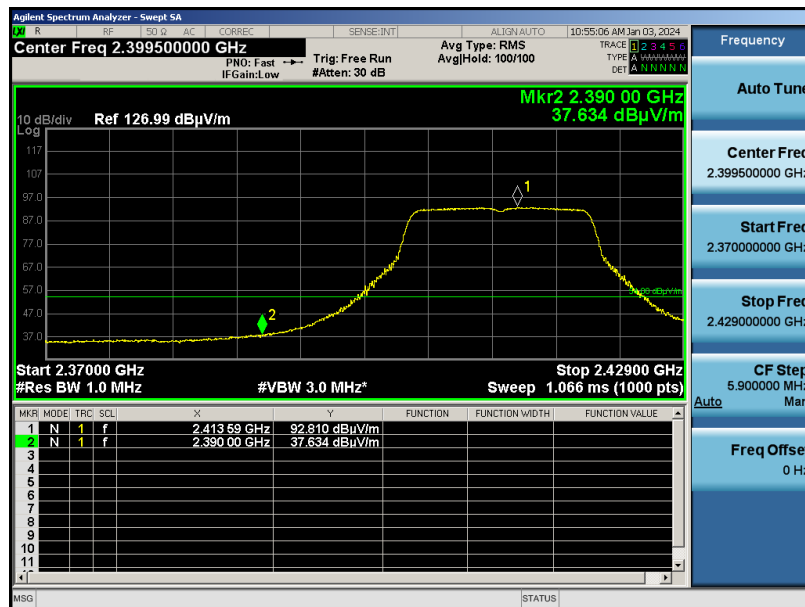 Agilent Spectrum Analyzer - Swept SA
LXI R RF 50 Ω AC CORREC SENSE:INT ALIGN AUTO 10:55:06 AM Jan 03, 2024
Center Freq 2.399500000 GHz
PNO: Fast
IFGain:Low
Trig: Free Run
#Atten: 30 dB
Avg Type: RMS
Avg|Hold: 100/100
TRACE 1 2 3 4 5 6
TYPE A WWWWWW
DET A N N N N N
Mkr2 2.390 00 GHz
37.634 dBµV/m
10 dB/div Ref 126.99 dBµV/m
Log
117
107
97.0
87.0
77.0
67.0
57.0
47.0
37.0
1
2
Start 2.37000 GHz Stop 2.42900 GHz
#Res BW 1.0 MHz #VBW 3.0 MHz* Sweep 1.066 ms (1000 pts)
MKR MODE TRC SCL X Y FUNCTION FUNCTION WIDTH FUNCTION VALUE
1 N 1 f 2.413 59 GHz 92.810 dBµV/m
2 N 1 f 2.390 00 GHz 37.634 dBµV/m
3
4
5
6
7
8
9
10
11
MSG STATUS
Frequency
Auto Tune
Center Freq
2.399500000 GHz
Start Freq
2.370000000 GHz
Stop Freq
2.429000000 GHz
CF Step
5.900000 MHz
Auto Man
Freq Offset
0 Hz